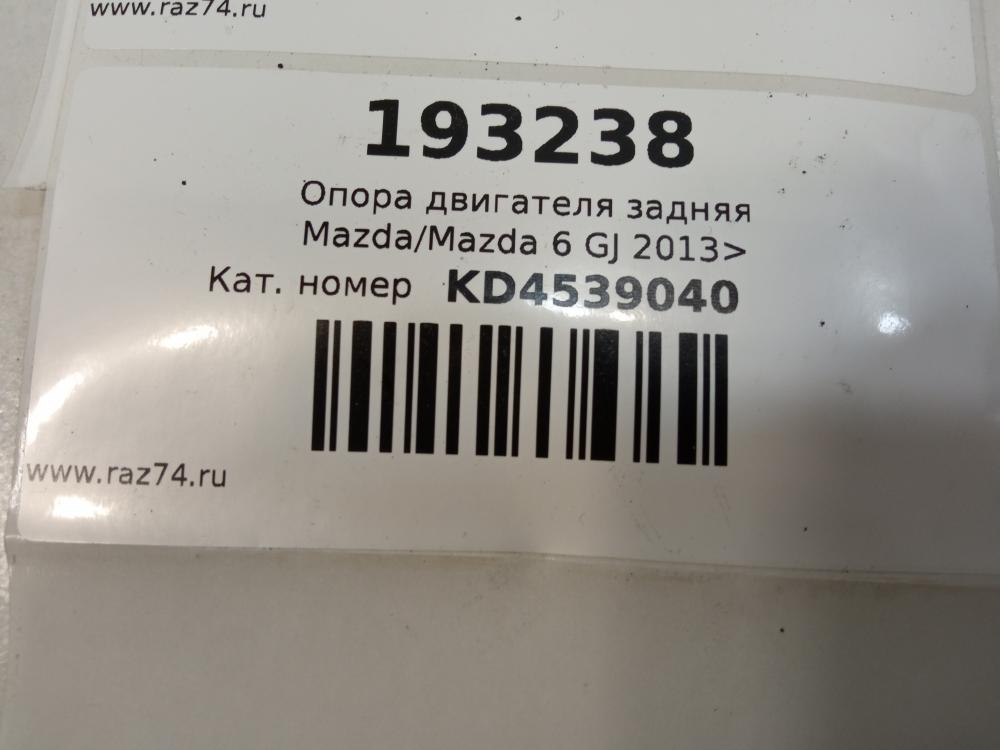 www.raz74.ru
193238
Опора двигателя задняя
Mazda/Mazda 6 GJ 2013>
Кат. номер KD4539040
www.raz74.ru